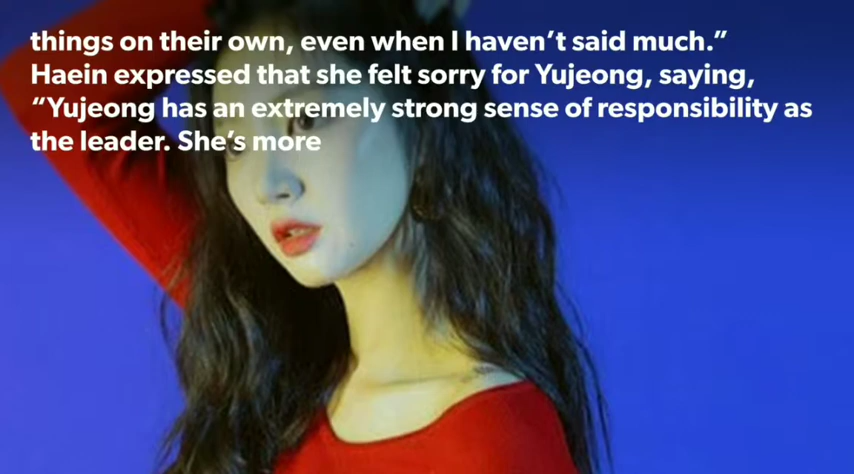 things on their own, even when I haven’t said much.”
Haein expressed that she felt sorry for Yujeong, saying,
“Yujeong has an extremely strong sense of responsibility as
the leader. She’s more